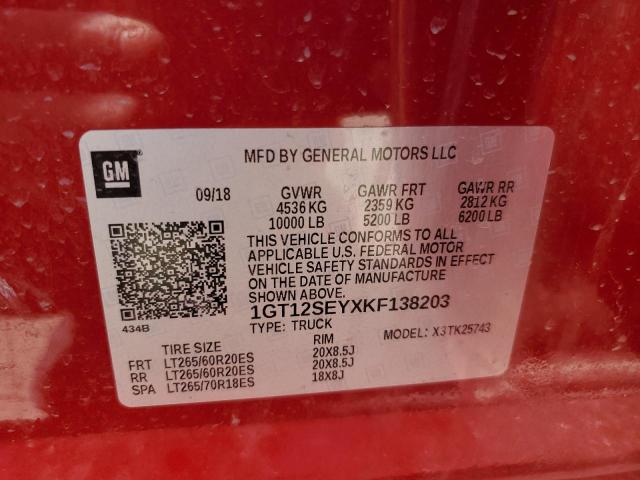 GM
MFD BY GENERAL MOTORS LLC
09/18 GVWR GAWR FRT GAWR RR
4536 KG 2359 KG 2812 KG
10000 LB 5200 LB 6200 LB
THIS VEHICLE CONFORMS TO ALL
APPLICABLE U.S. FEDERAL MOTOR
VEHICLE SAFETY STANDARDS IN EFFECT
ON THE DATE OF MANUFACTURE
SHOWN ABOVE.
434B 1GT12SEYXKF138203
TYPE: TRUCK MODEL: X3TK25743
TIRE SIZE RIM
FRT LT265/60R20ES 20X8.5J
RR LT265/60R20ES 20X8.5J
SPA LT265/70R18ES 18X8J